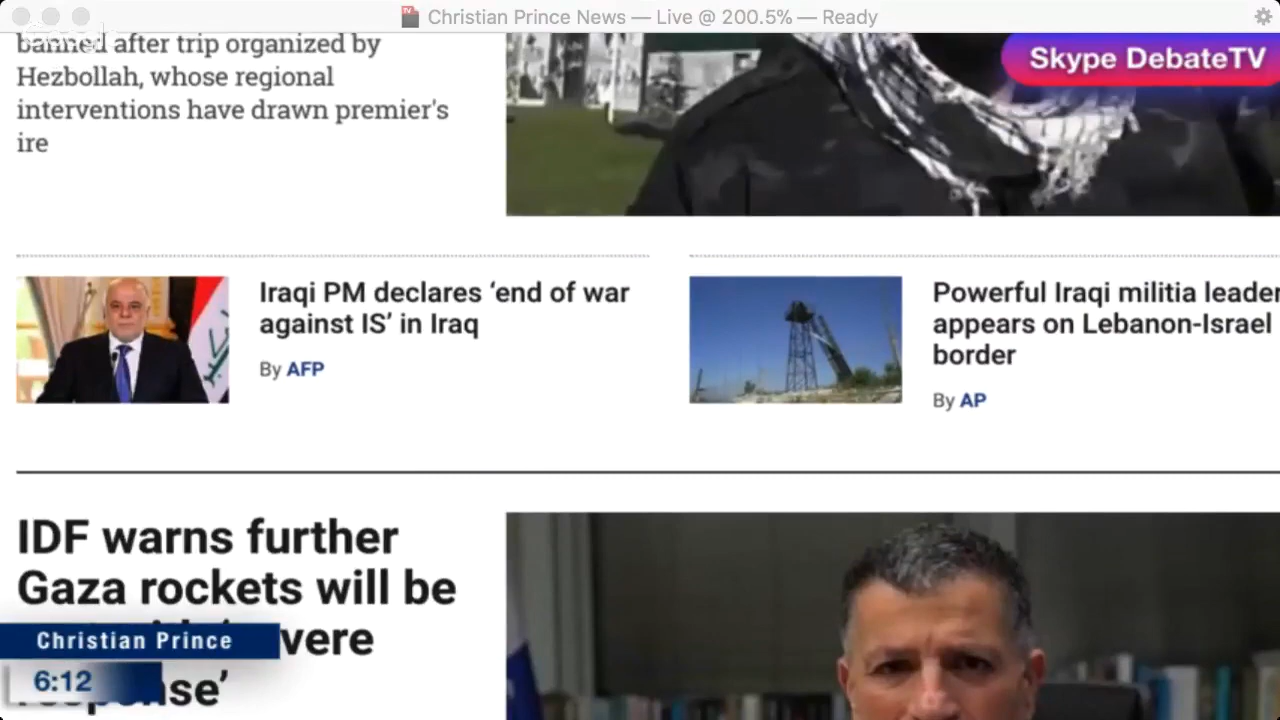 Christian Prince News — Live @ 200.5% — Ready
Google
banned after trip organized by
Hezbollah, whose regional
interventions have drawn premier's
ire
Skype DebateTV
Iraqi PM declares ‘end of war
against IS’ in Iraq
By AFP
Powerful Iraqi militia leader
appears on Lebanon-Israel
border
By AP
IDF warns further
Gaza rockets will be
vere
nse’
Christian Prince
6:12